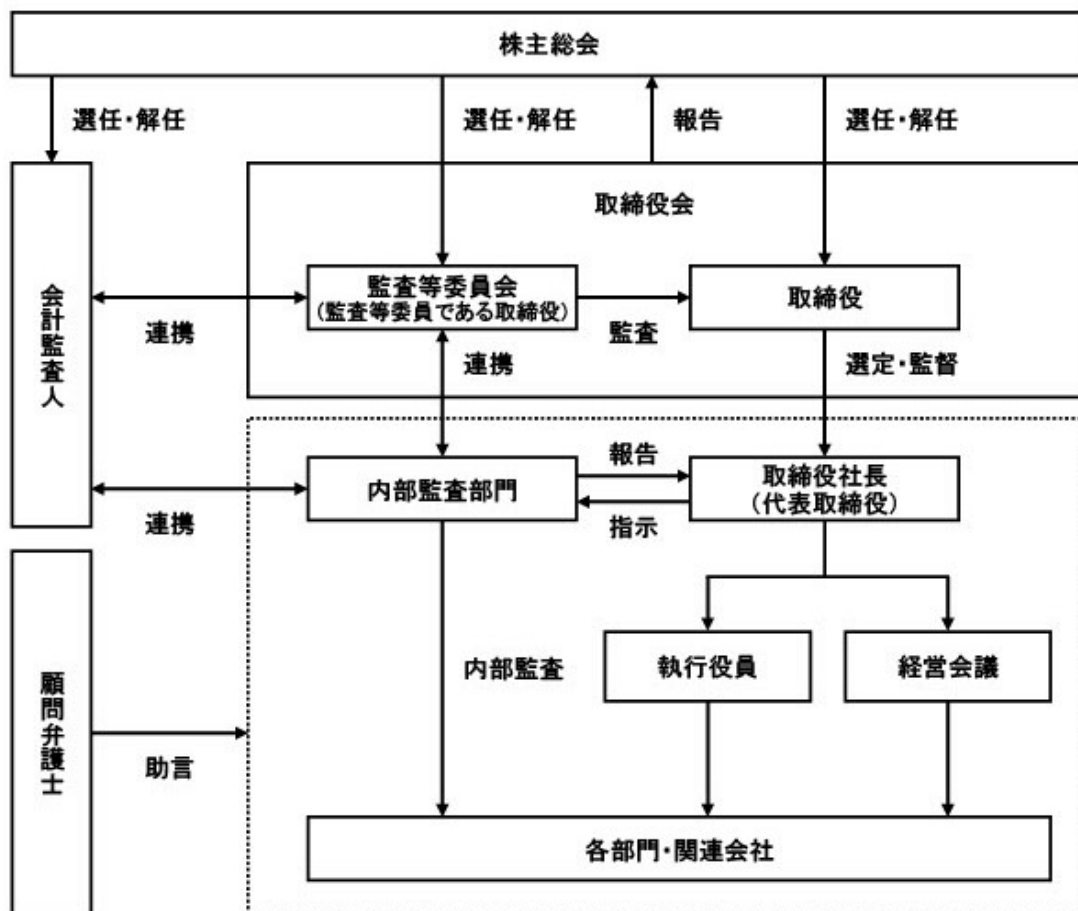 株主総会
選任・解任
選任・解任
報告
選任・解任
取締役会
会計監査人
連携
監査等委員会
（監査等委員である取締役）
監査
取締役
連携
選定・監督
連携
内部監査部門
報告
指示
取締役社長
（代表取締役）
顧問弁護士
助言
内部監査
執行役員
経営会議
各部門・関連会社